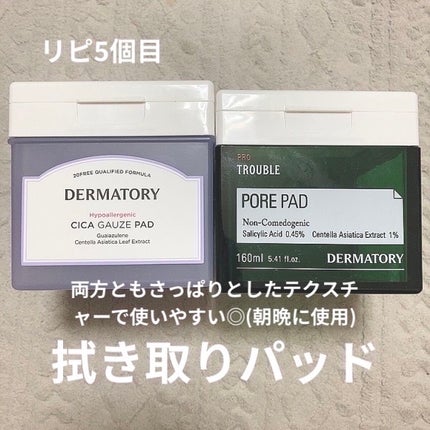 リピ5個目
20FREE QUALIFIED FORMULA
DERMATORY
Hypoallergenic
CICA GAUZE PAD
Guaiazulene
Centella Asiatica Leaf Extract
PRO
TROUBLE
PORE PAD
Non-Comedogenic
Salicylic Acid 0.45% Centella Asiatica Extract 1%
160ml 5.41 fl.oz. DERMATORY
両方ともさっぱりとしたテクスチ
ャーで使いやすい◎(朝晩に使用)
拭き取りパッド